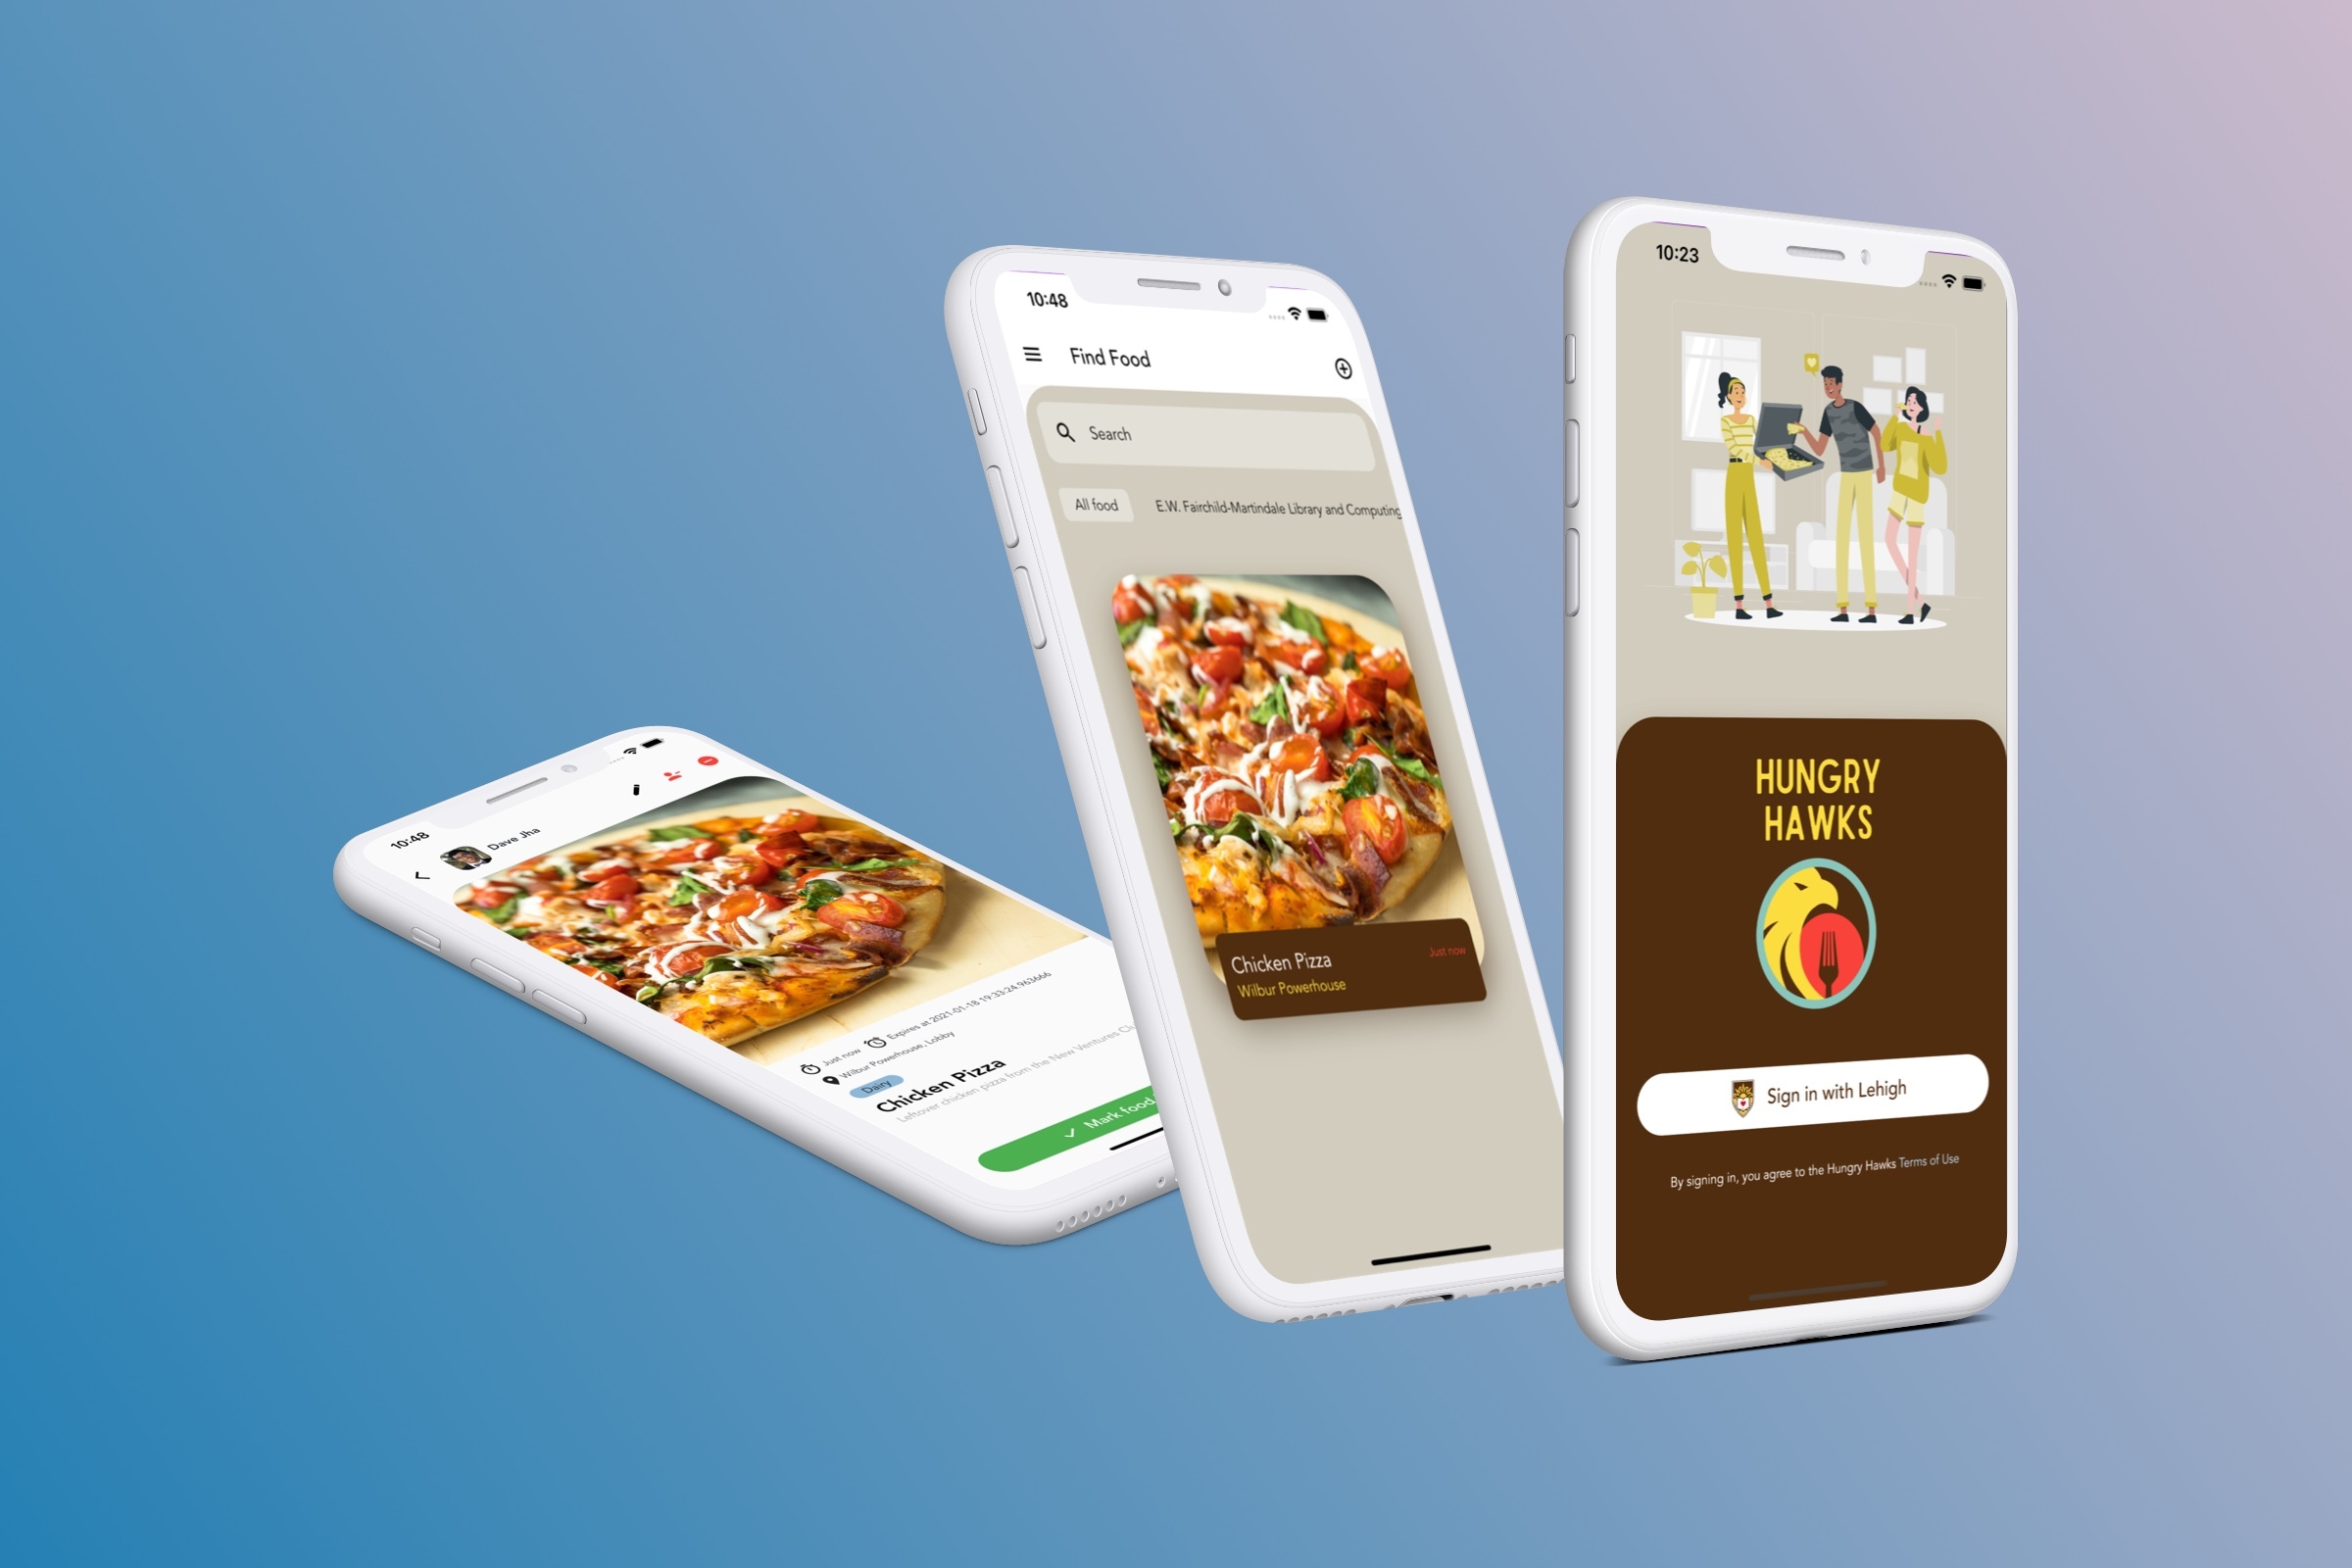 10:48
Dave Jha
Just now
Expires at 2021-01-18 19:33:24.963666
Wilbur Powerhouse, Lobby
Dairy
Chicken Pizza
Leftover chicken pizza from the New Ventures
Mark food
10:48
Find Food
Search
All food
E.W. Fairchild-Martindale Library and Computing
Chicken Pizza
Just now
Wilbur Powerhouse
10:23
HUNGRY
HAWKS
Sign in with Lehigh
By signing in, you agree to the Hungry Hawks Terms of Use